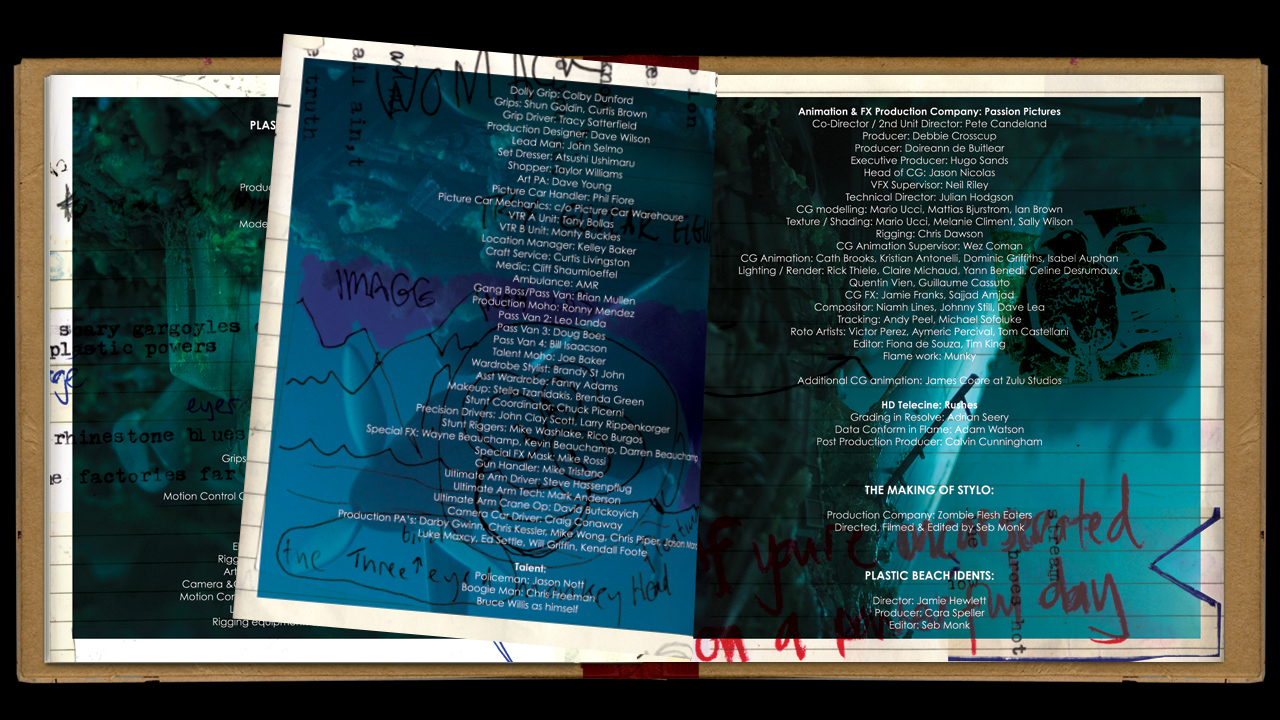 PLAS
Produ
Mode
scary gargoyles
plastic powers
eyer
rhinestone blues
factories far
Grips
Motion Control C
E
Rigg
Art
Camera &
Motion Con
L
Rigging equipment
truth
all ain,t
WOMAN
Dolly Grip: Colby Dunford
Grips: Shun Goldin, Curtis Brown
Grip Driver: Tracy Satterfield
Production Designer: Dave Wilson
Lead Man: John Selmo
Set Dresser: Atsushi Ushimaru
Shopper: Taylor Williams
Art PA: Dave Young
Picture Car Handler: Phil Fiore
Picture Car Mechanics: c/o Picture Car Warehouse
VTR A Unit: Tony Bollas
VTR B Unit: Monty Buckles
Location Manager: Kelley Baker
Craft Service: Curtis Livingston
Medic: Cliff Shaumloeffel
Ambulance: AMR
Gang Boss/Pass Van: Brian Mullen
Production Moho: Ronny Mendez
Pass Van 2: Leo Landa
Pass Van 3: Doug Boes
Pass Van 4: Bill Isaacson
Talent Moho: Joe Baker
Wardrobe Stylist: Brandy St John
Asst Wardrobe: Fanny Adams
Makeup: Stella Tzanidakis, Brenda Green
Stunt Coordinator: Chuck Picerni
Precision Drivers: John Clay Scott, Larry Rippenkorger
Stunt Riggers: Mike Washlake, Rico Burgos
Special FX: Wayne Beauchamp, Kevin Beauchamp, Darren Beauchamp
Special FX Mask: Mike Rossi
Gun Handler: Mike Tristano
Ultimate Arm Driver: Steve Hassenpflug
Ultimate Arm Tech: Mark Anderson
Ultimate Arm Crane Op: David Butckoyich
Camera Car Driver: Craig Conaway
Production PA's: Darby Gwinn, Chris Kessler, Mike Wong, Chris Piper, Jason
Luke Maxcy, Ed Settle, Will Griffin, Kendall Foote
Talent:
Policeman: Jason Nott
Boogie Man: Chris Freeman
Bruce Willis as himself
IMAGE
the Three eye Head
Animation & FX Production Company: Passion Pictures
Co-Director / 2nd Unit Director: Pete Candeland
Producer: Debbie Crosscup
Producer: Doireann de Buitlear
Executive Producer: Hugo Sands
Head of CG: Jason Nicolas
VFX Supervisor: Neil Riley
Technical Director: Julian Hodgson
CG modelling: Mario Ucci, Mattias Bjurstrom, Ian Brown
Texture / Shading: Mario Ucci, Melanie Climent, Sally Wilson
Rigging: Chris Dawson
CG Animation Supervisor: Wez Coman
CG Animation: Cath Brooks, Kristian Antonelli, Dominic Griffiths, Isabel Auphan
Lighting / Render: Rick Thiele, Claire Michaud, Yann Benedi, Celine Desrumaux,
Quentin Vien, Guillaume Cassuto
CG FX: Jamie Franks, Sajjad Amjad
Compositor: Niamh Lines, Johnny Still, Dave Lea
Tracking: Andy Peel, Michael Sofoluke
Roto Artists: Victor Perez, Aymeric Percival, Tom Castellani
Editor: Fiona de Souza, Tim King
Flame work: Munky
Additional CG animation: James Coore at Zulu Studios
HD Telecine: Rushes
Grading in Resolve: Adrian Seery
Data Conform in Flame: Adam Watson
Post Production Producer: Calvin Cunningham
THE MAKING OF STYLO:
Production Company: Zombie Flesh Eaters
Directed, Filmed & Edited by Seb Monk
PLASTIC BEACH IDENTS:
Director: Jamie Hewlett
Producer: Cara Speller
Editor: Seb Monk
of you're
on a day
stream